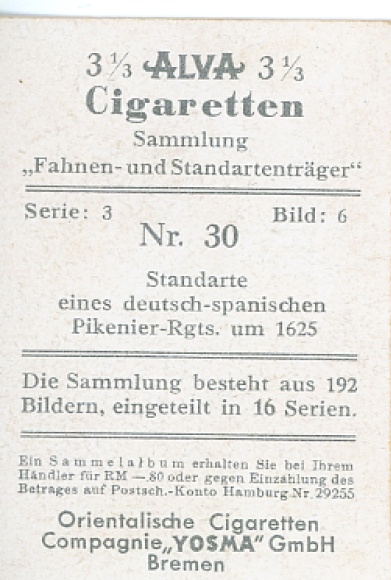 3 ⅓ ALVA 3 ⅓
Cigaretten
Sammlung
„Fahnen- und Standartenträger“
Serie: 3 Bild: 6
Nr. 30
Standarte
eines deutsch-spanischen
Pikenier-Rgts. um 1625
Die Sammlung besteht aus 192
Bildern, eingeteilt in 16 Serien.
Ein Sammelalbum erhalten Sie bei Ihrem
Händler für RM —.80 oder gegen Einzahlung des
Betrages auf Postsch.-Konto Hamburg Nr. 29255
Orientalische Cigaretten
Compagnie „YOSMA“ GmbH
Bremen